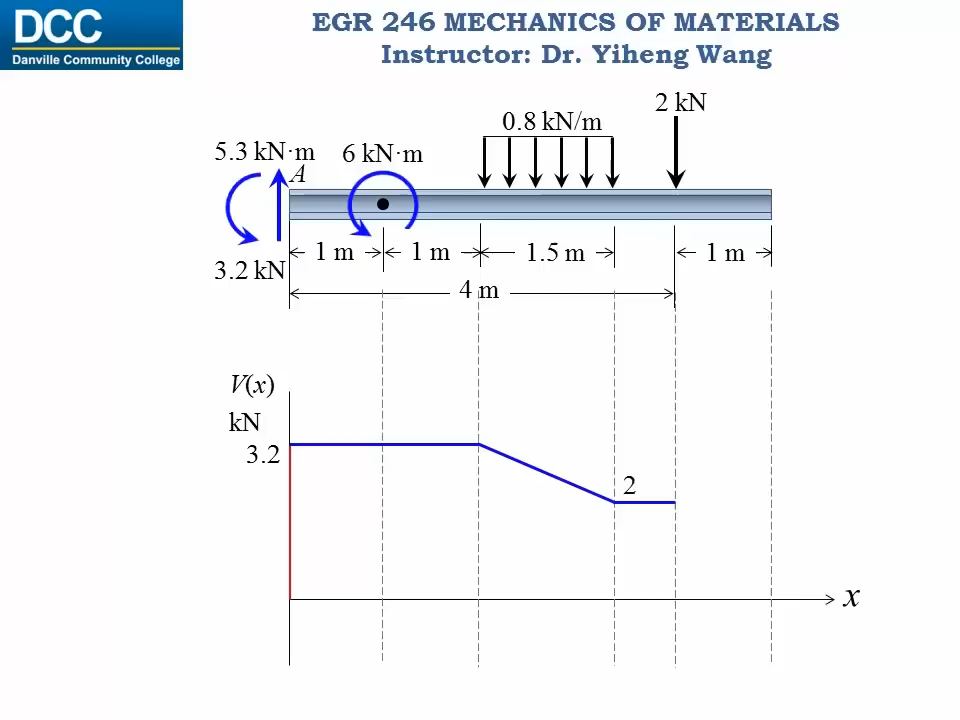 DCC
Danville Community College
EGR 246 MECHANICS OF MATERIALS
Instructor: Dr. Yiheng Wang
2 kN
0.8 kN/m
5.3 kN·m
6 kN·m
A
1 m
1 m
1.5 m
1 m
3.2 kN
4 m
V(x)
kN
3.2
2
x